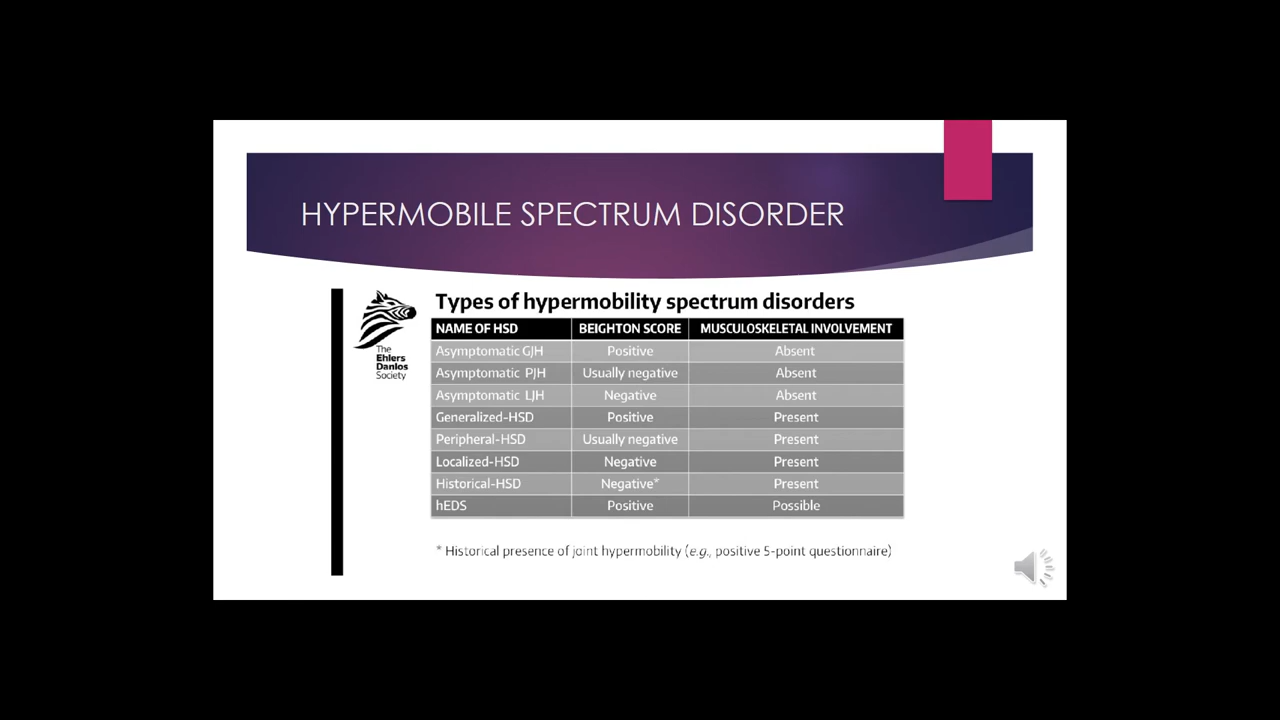 HYPERMOBILE SPECTRUM DISORDER
The
Ehlers
Danlos
Society
Types of hypermobility spectrum disorders
NAME OF HSD BEIGHTON SCORE MUSCULOSKELETAL INVOLVEMENT
Asymptomatic GJH Positive Absent
Asymptomatic PJH Usually negative Absent
Asymptomatic LJH Negative Absent
Generalized-HSD Positive Present
Peripheral-HSD Usually negative Present
Localized-HSD Negative Present
Historical-HSD Negative* Present
hEDS Positive Possible
* Historical presence of joint hypermobility (e.g., positive 5-point questionnaire)